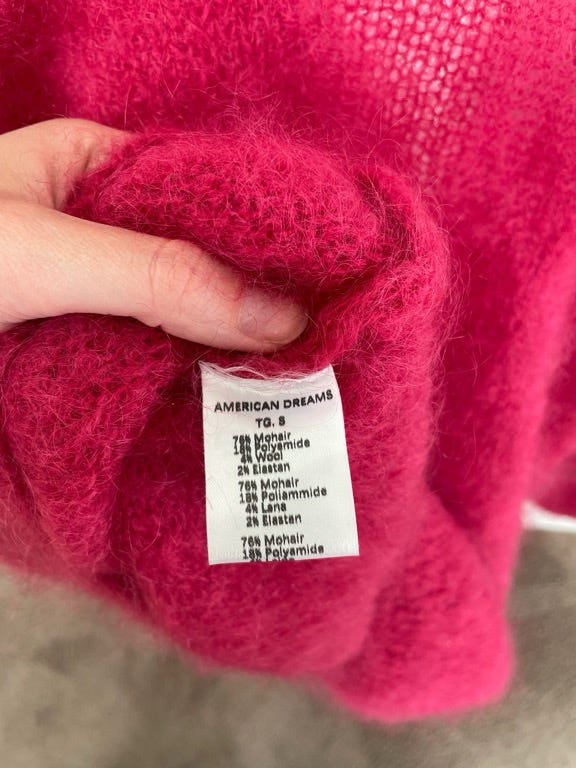 AMERICAN DREAMS
TG. S
76% Mohair
18% Polyamide
4% Wool
2% Elastan
76% Mohair
18% Poliammide
4% Lana
2% Elastan
76% Mohair
18% Polyamide